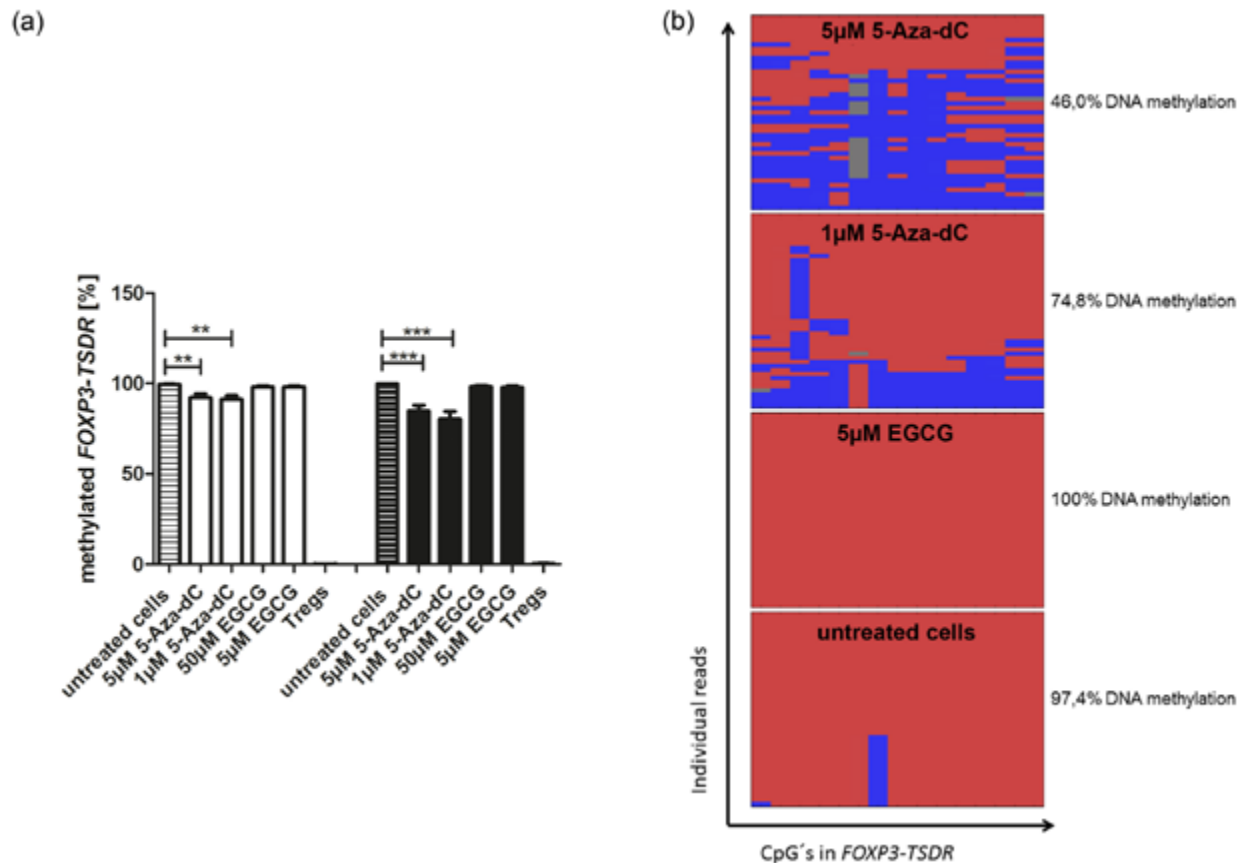 (a)
methylated FOXP3-TSDR [%]
150
100
50
0
**
**
***
***
untreated cells
5µM 5-Aza-dC
1µM 5-Aza-dC
50µM EGCG
5µM EGCG
Tregs
untreated cells
5µM 5-Aza-dC
1µM 5-Aza-dC
50µM EGCG
5µM EGCG
Tregs
(b)
Individual reads
5µM 5-Aza-dC
46,0% DNA methylation
1µM 5-Aza-dC
74,8% DNA methylation
5µM EGCG
100% DNA methylation
untreated cells
97,4% DNA methylation
CpG´s in FOXP3-TSDR